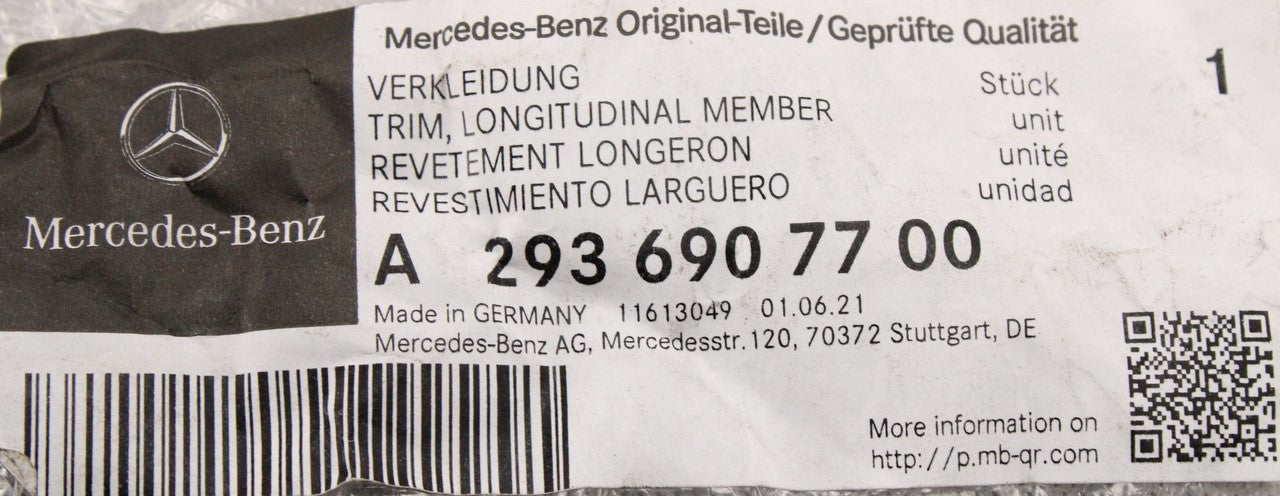 Mercedes-Benz Original-Teile/Geprüfte Qualität
VERKLEIDUNG Stück 1
TRIM, LONGITUDINAL MEMBER unit
REVETEMENT LONGERON unité
REVESTIMIENTO LARGUERO unidad
Mercedes-Benz
A 293 690 77 00
Made in GERMANY 11613049 01.06.21
Mercedes-Benz AG, Mercedesstr.120, 70372 Stuttgart, DE
More information on
http://p.mb-qr.com